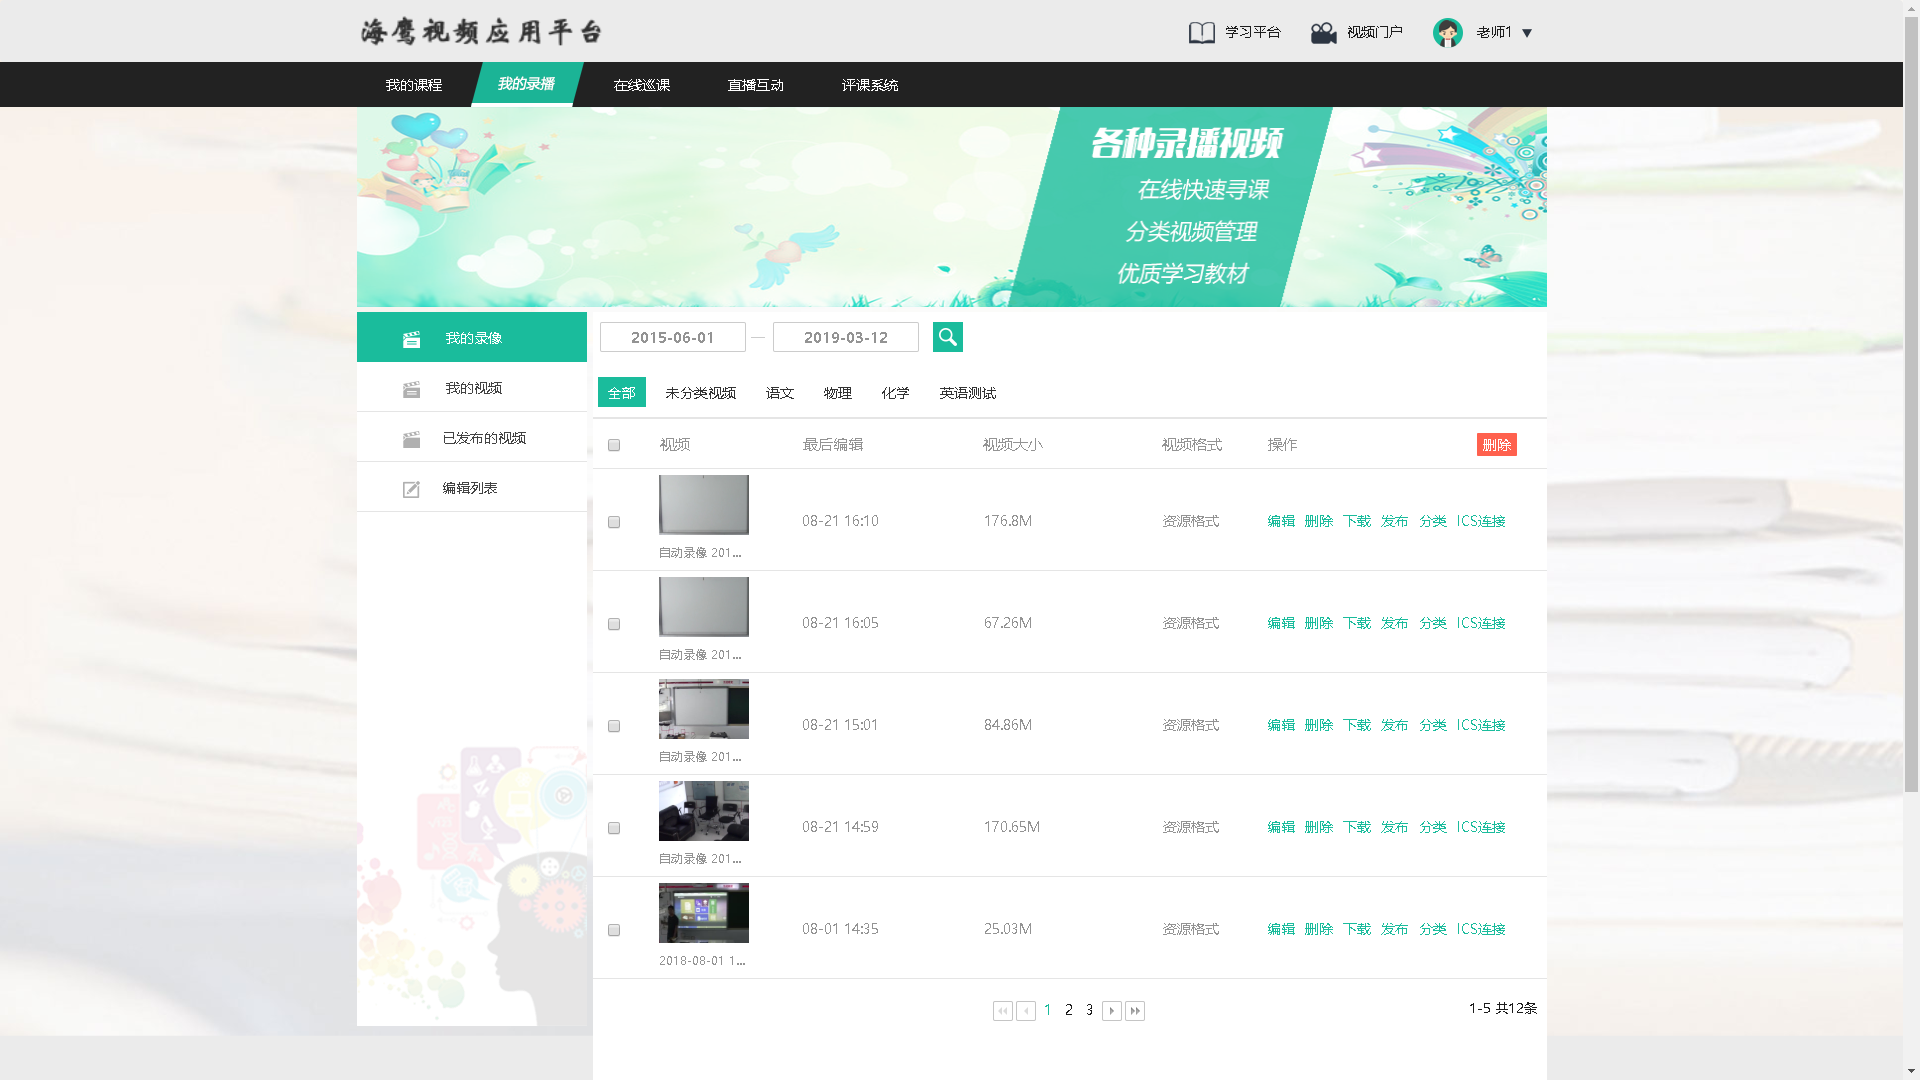 海鹰视频应用平台
学习平台 视频门户 老师1 ▼
我的课程 我的录播 在线巡课 直播互动 评课系统
各种录播视频
在线快速寻课
分类视频管理
优质学习教材
我的录像
我的视频
已发布的视频
编辑列表
2015-06-01 — 2019-03-12
全部 未分类视频 语文 物理 化学 英语测试
视频 最后编辑 视频大小 视频格式 操作 删除
08-21 16:10 176.8M 资源格式 编辑 删除 下载 发布 分类 ICS连接
自动录像 201...
08-21 16:05 67.26M 资源格式 编辑 删除 下载 发布 分类 ICS连接
自动录像 201...
08-21 15:01 84.86M 资源格式 编辑 删除 下载 发布 分类 ICS连接
自动录像 201...
08-21 14:59 170.65M 资源格式 编辑 删除 下载 发布 分类 ICS连接
自动录像 201...
08-01 14:35 25.03M 资源格式 编辑 删除 下载 发布 分类 ICS连接
2018-08-01 1...
1 2 3
1-5 共12条